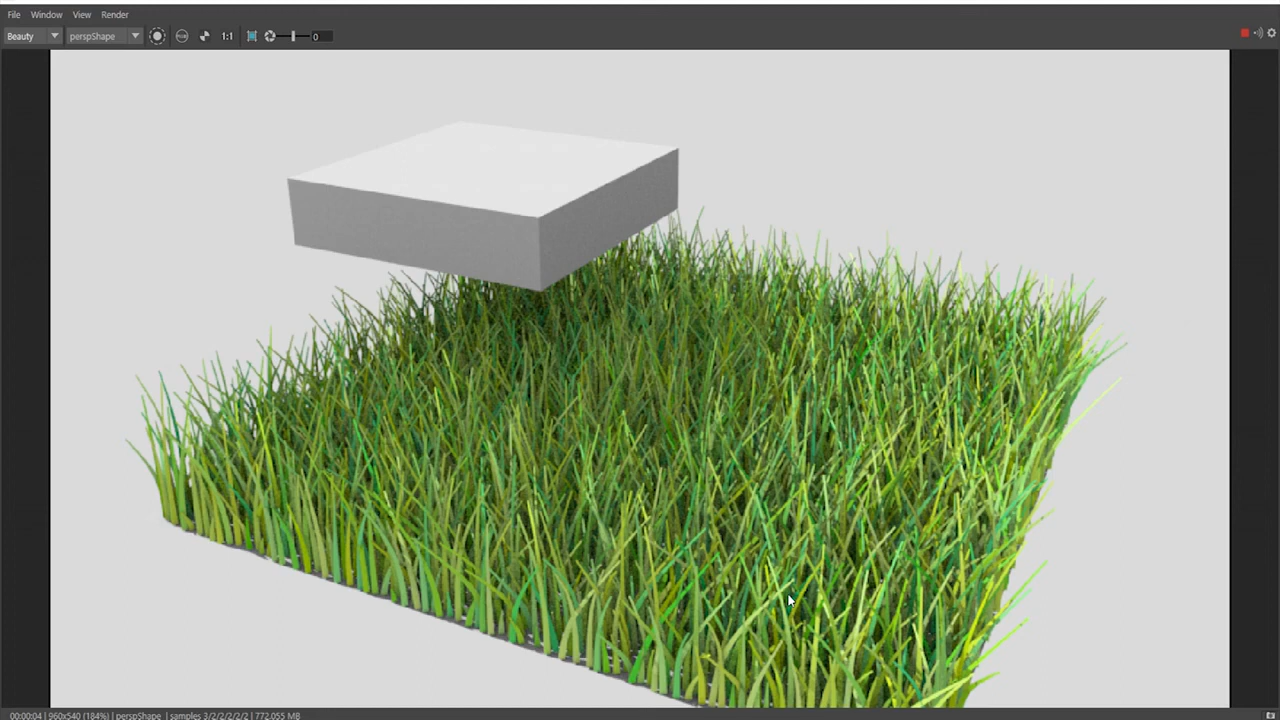 File Window View Render
Beauty perspShape 1:1 0
00:00:04 | 960x540 (184%) | perspShape | samples 3/2/2/2/2/2 | 772.055 MB